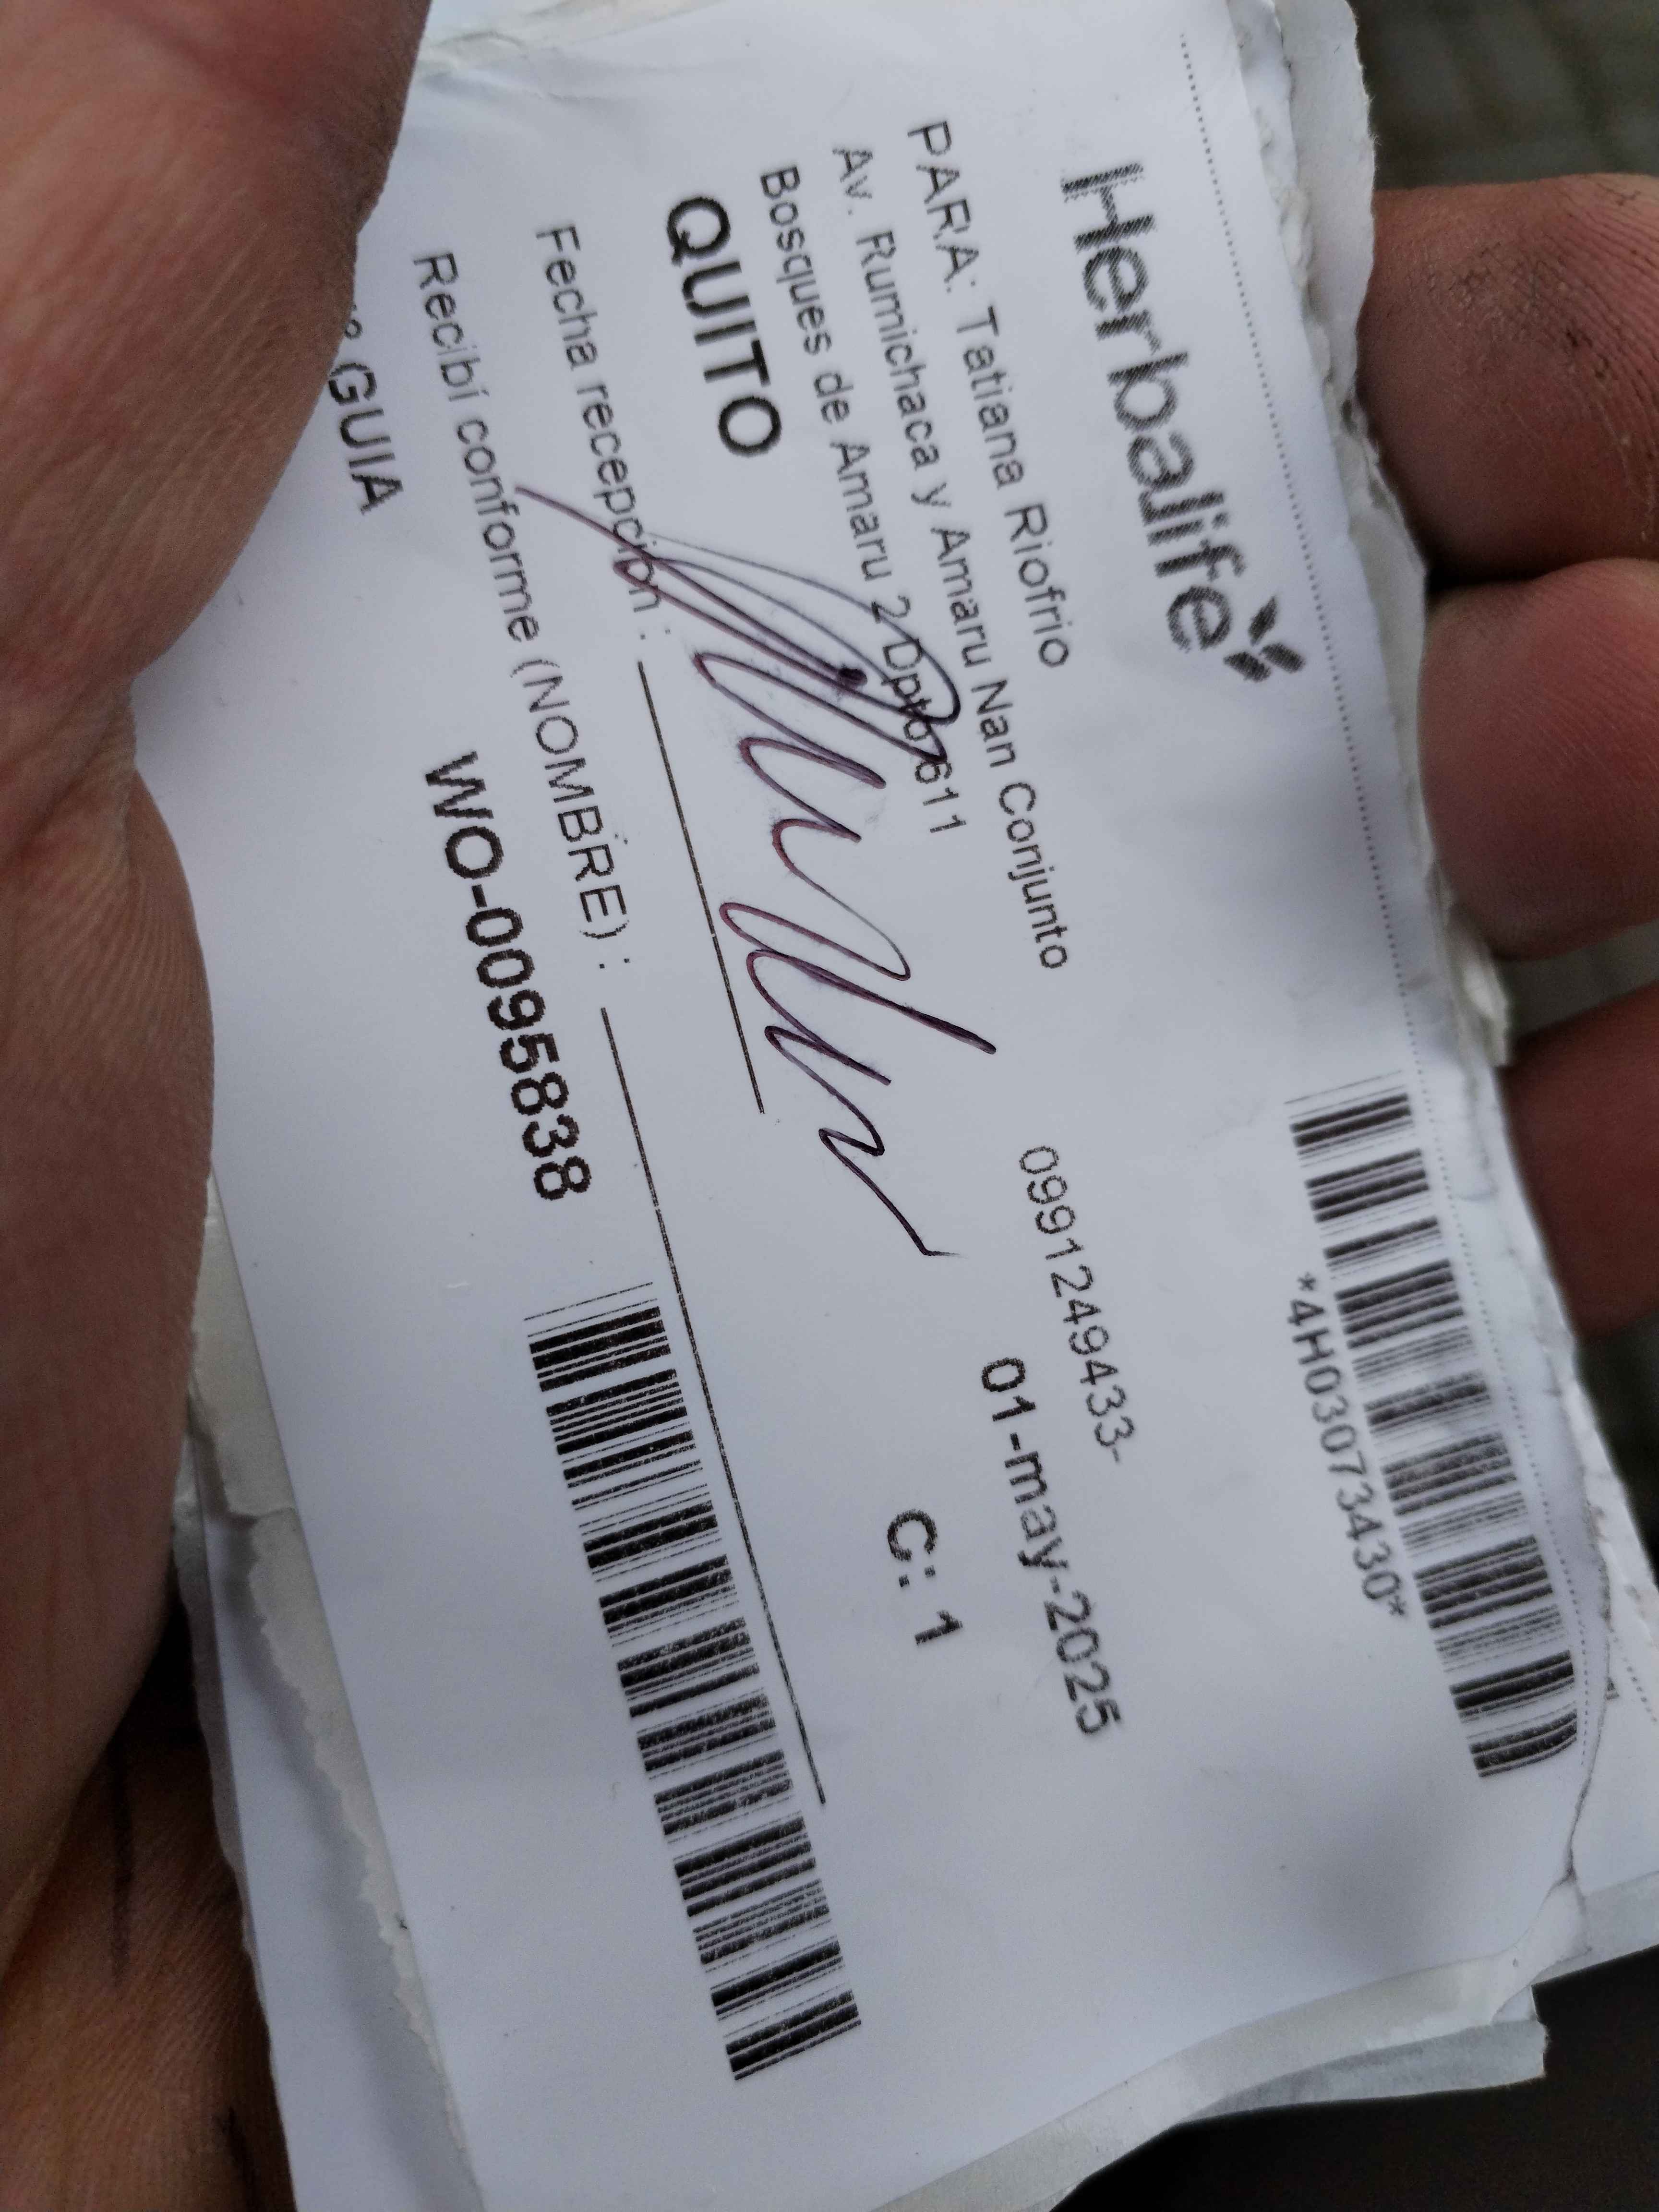 Herbalife
*4H03073430*
PARA: Tatiana Riofrio
0991249433-
Av. Rumichaca y Amaru Nan Conjunto
Bosques de Amaru 2 Dpto 611
01-may-2025
QUITO
C: 1
Fecha recepción :
Recibí conforme (NOMBRE) :
GUIA
WO-0095838